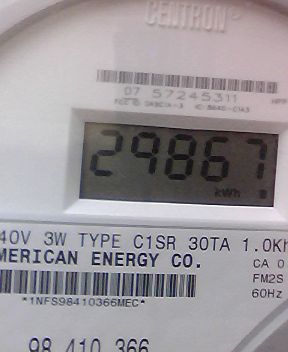 CENTRON®
07 57245311
29867
kWh
40V 3W TYPE C1SR 30TA 1.0Kh
MERICAN ENERGY CO.
CA 0
FM2S
60Hz
*1NFS98410366MEC*
98 410 366